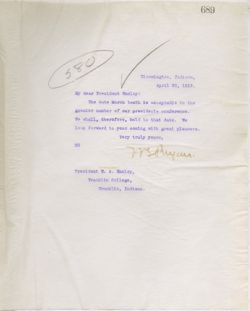 689
580
Bloomington, Indiana,
April 22, 1913.
My dear President Hanley:
The date March tenth is acceptable to the
greater number of any presidents conference.
We shall, therefore, hold to that date. We
look forward to your coming with great pleasure.
Very truly yours,
President E. A. Hanley,
Franklin College,
Franklin, Indiana.